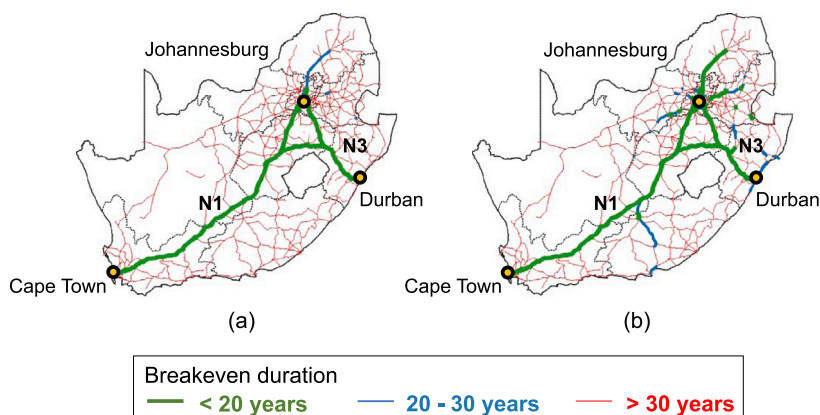 Johannesburg
N3
N1
Durban
Cape Town
(a)
Johannesburg
N3
N1
Durban
Cape Town
(b)
Breakeven duration
< 20 years 20 - 30 years > 30 years